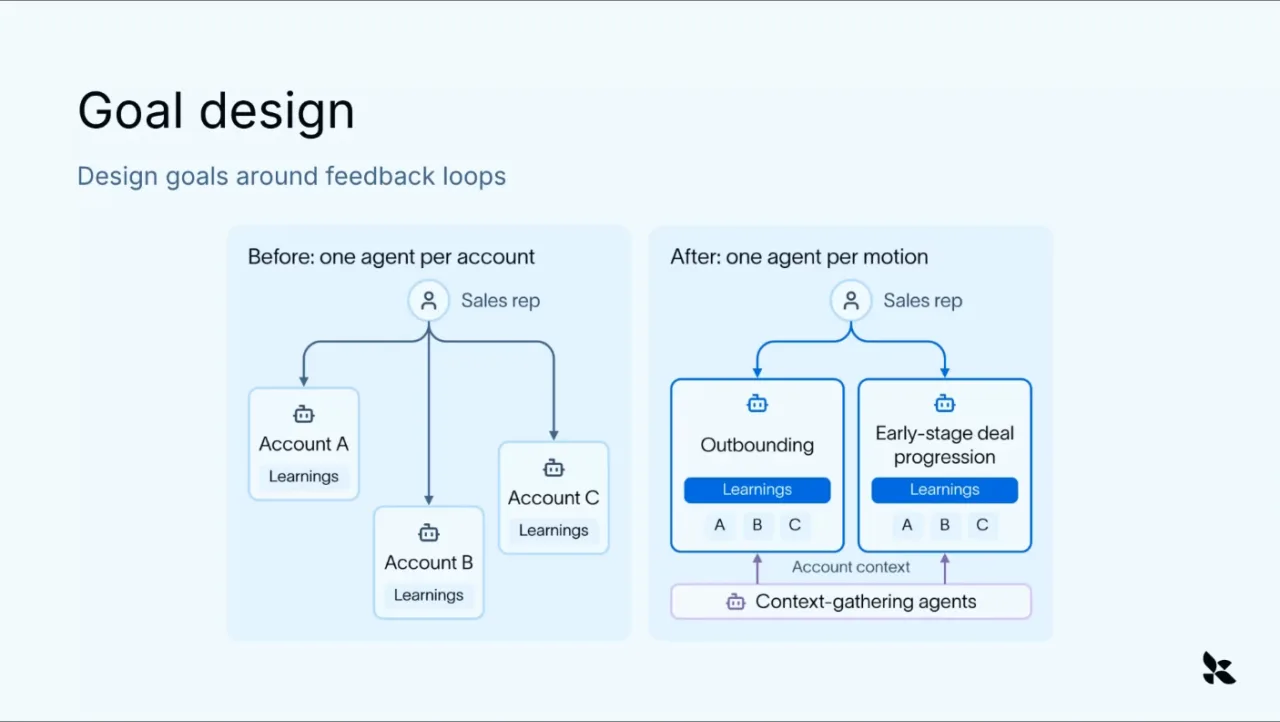 Goal design
Design goals around feedback loops
Before: one agent per account
Sales rep
Account A
Learnings
Account B
Learnings
Account C
Learnings
After: one agent per motion
Sales rep
Outbounding
Learnings
A B C
Early-stage deal
progression
Learnings
A B C
Account context
Context-gathering agents